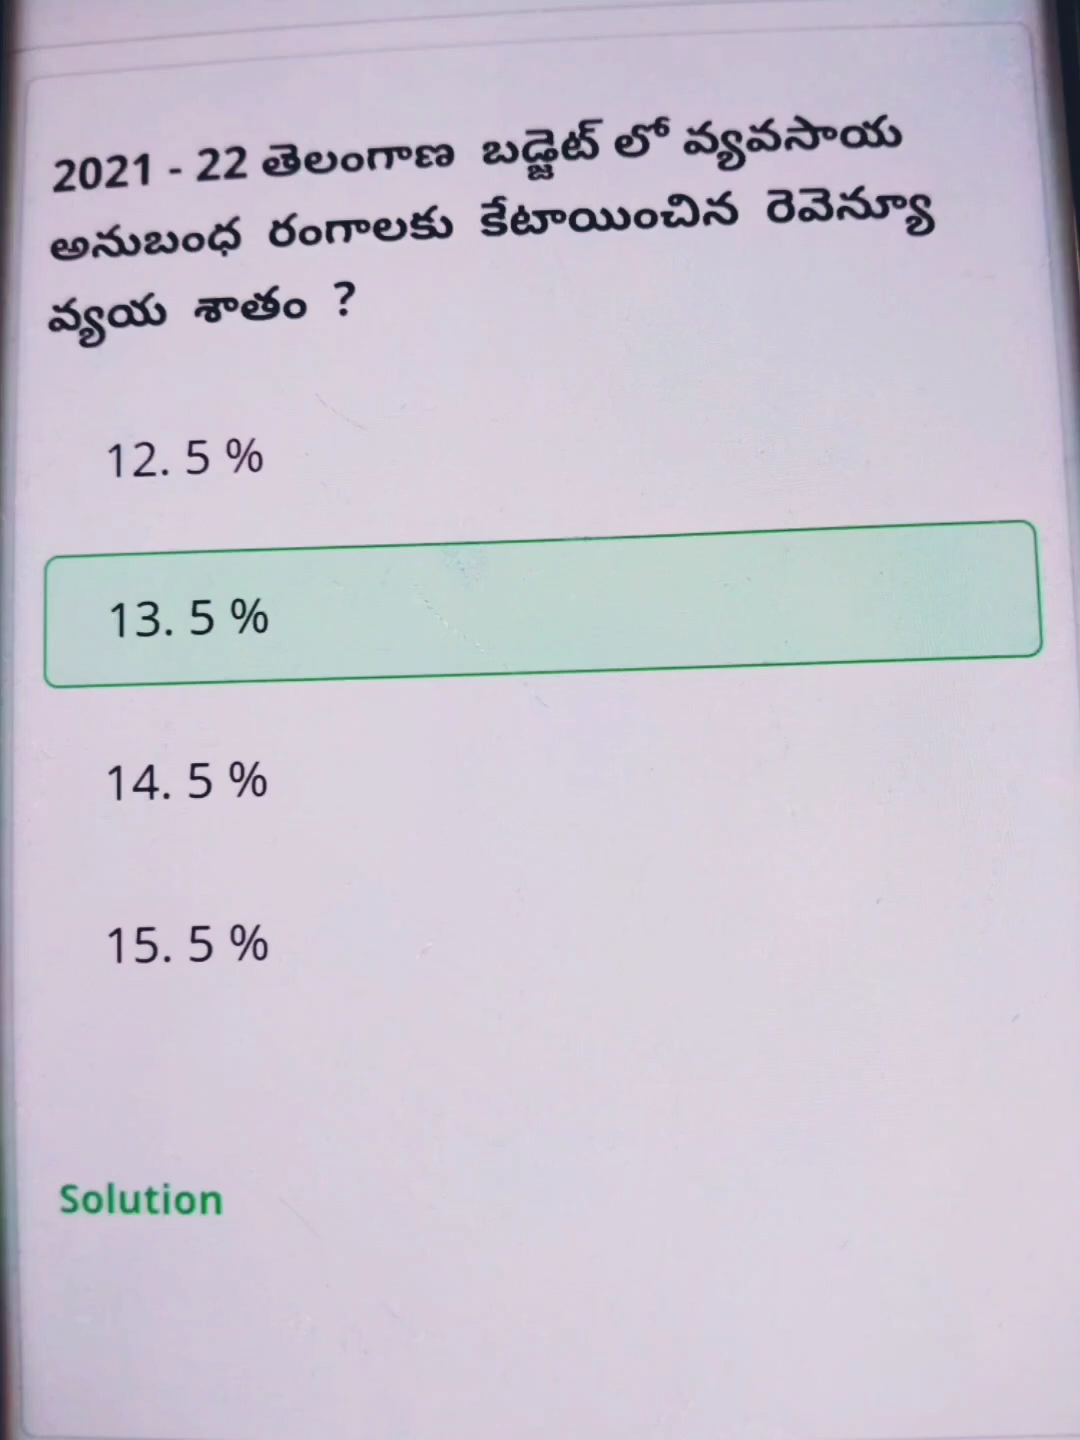 2021 - 22 తెలంగాణ బడ్జెట్ లో వ్యవసాయ
అనుబంధ రంగాలకు కేటాయించిన రెవెన్యూ
వ్యయ శాతం ?
12. 5 %
13. 5 %
14. 5 %
15. 5 %
Solution